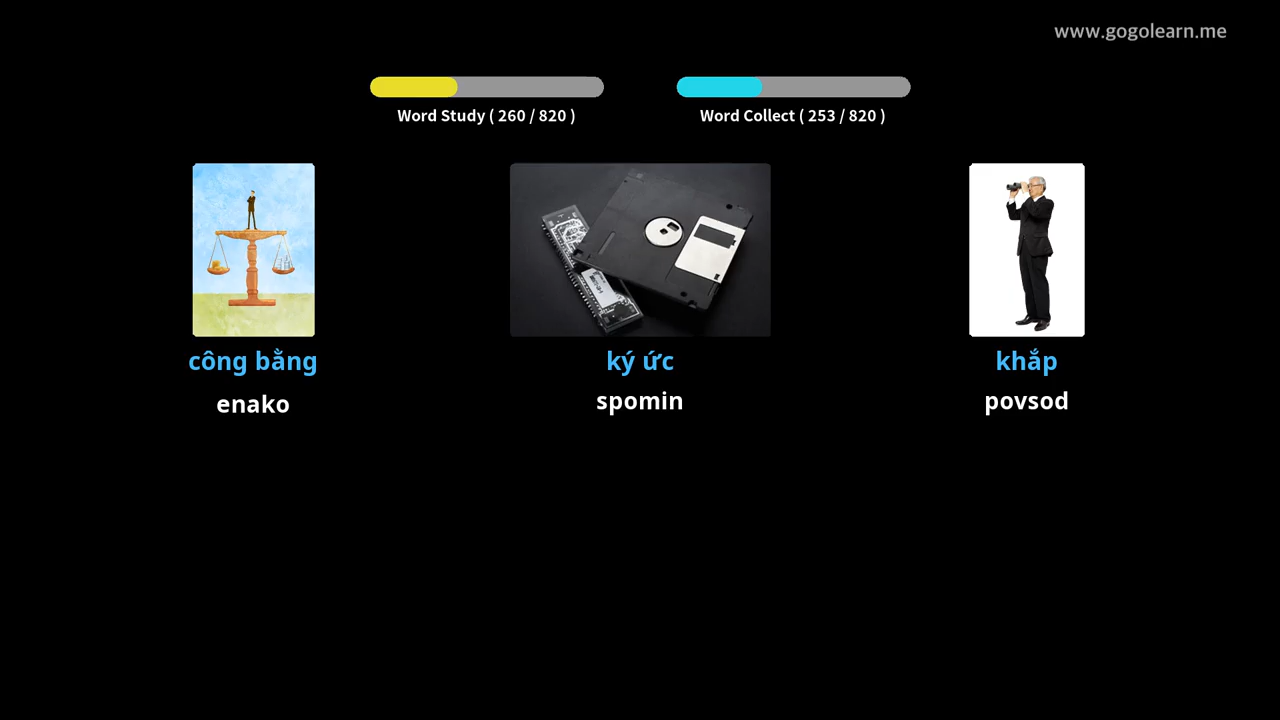 www.gogolearn.me
Word Study ( 260 / 820 )
Word Collect ( 253 / 820 )
công bằng
ký ức
khắp
enako
spomin
povsod